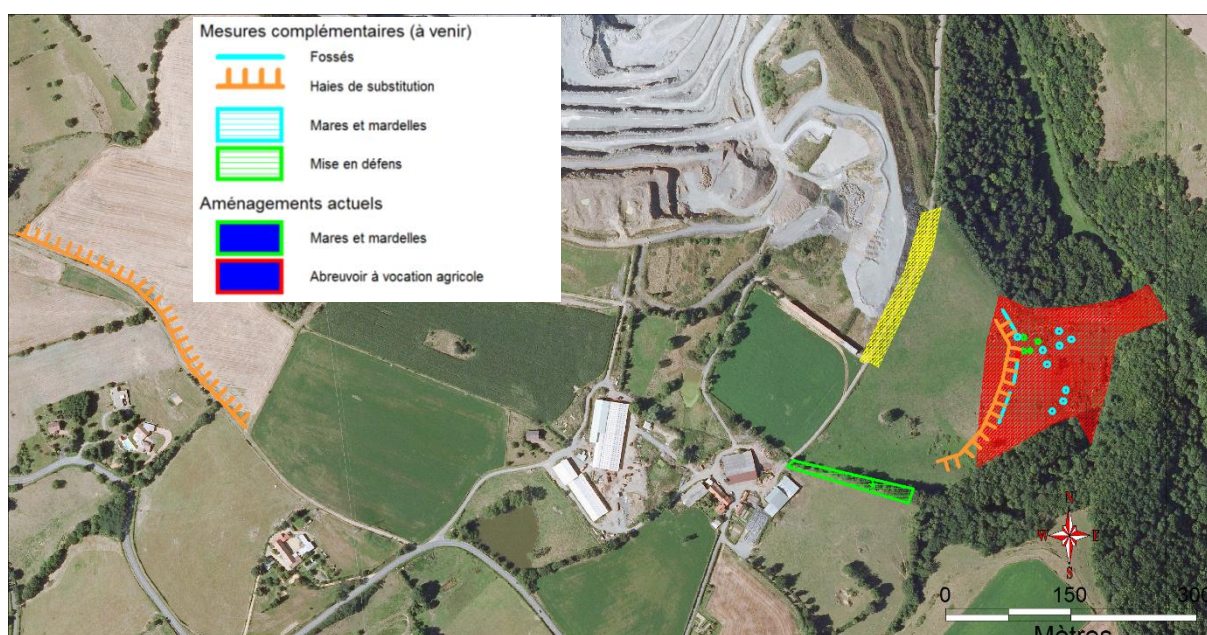 Mesures complémentaires (à venir)
Fossés
Haies de substitution
Mares et mardelles
Mise en défens
Aménagements actuels
Mares et mardelles
Abreuvoir à vocation agricole
N
W E
S
0 150 300
Mètres